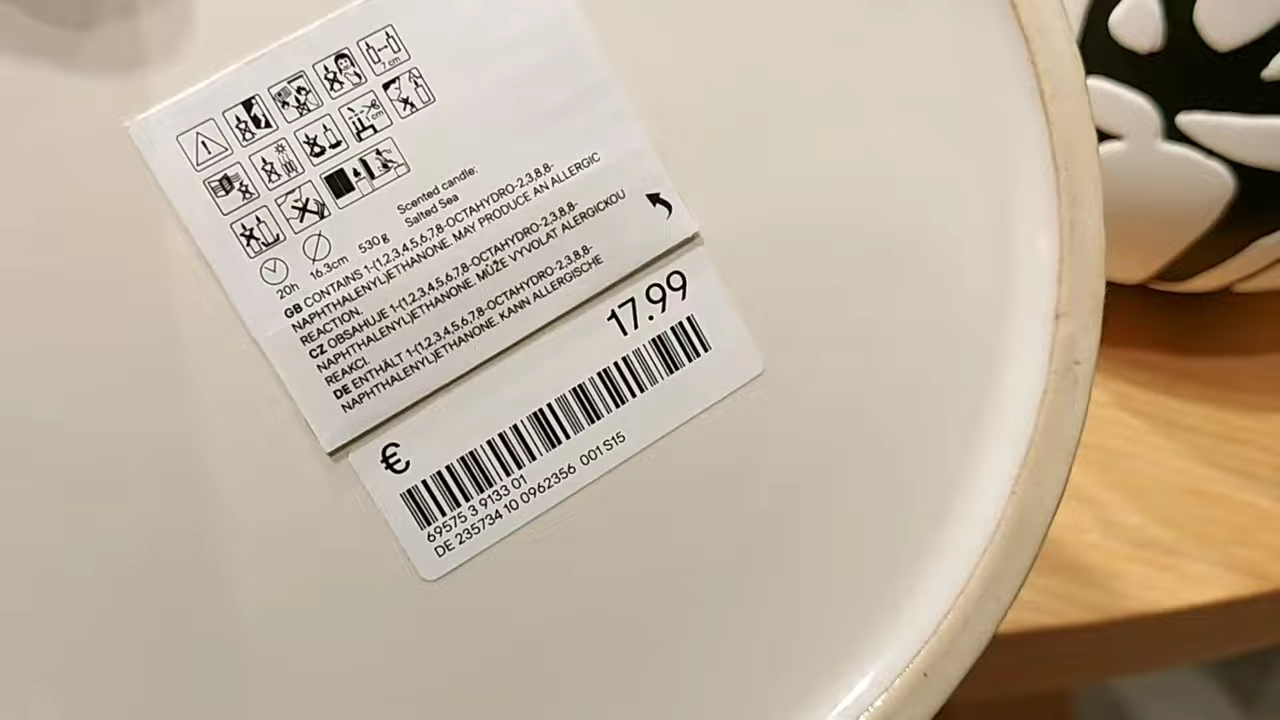 7 cm
1 cm
20h
16.3cm
530g
Scented candle:
Salted Sea
GB CONTAINS 1-(1,2,3,4,5,6,7,8-OCTAHYDRO-2,3,8,8-
NAPHTHALENYL)ETHANONE. MAY PRODUCE AN ALLERGIC
REACTION.
CZ OBSAHUJE 1-(1,2,3,4,5,6,7,8-OCTAHYDRO-2,3,8,8-
NAPHTHALENYL)ETHANONE. MŮŽE VYVOLAT ALERGICKOU
REAKCI.
DE ENTHÄLT 1-(1,2,3,4,5,6,7,8-OCTAHYDRO-2,3,8,8-
NAPHTHALENYL)ETHANONE. KANN ALLERGISCHE
17.99
€
69575 3 9133 01
DE 235734 10 0962356 001 S15